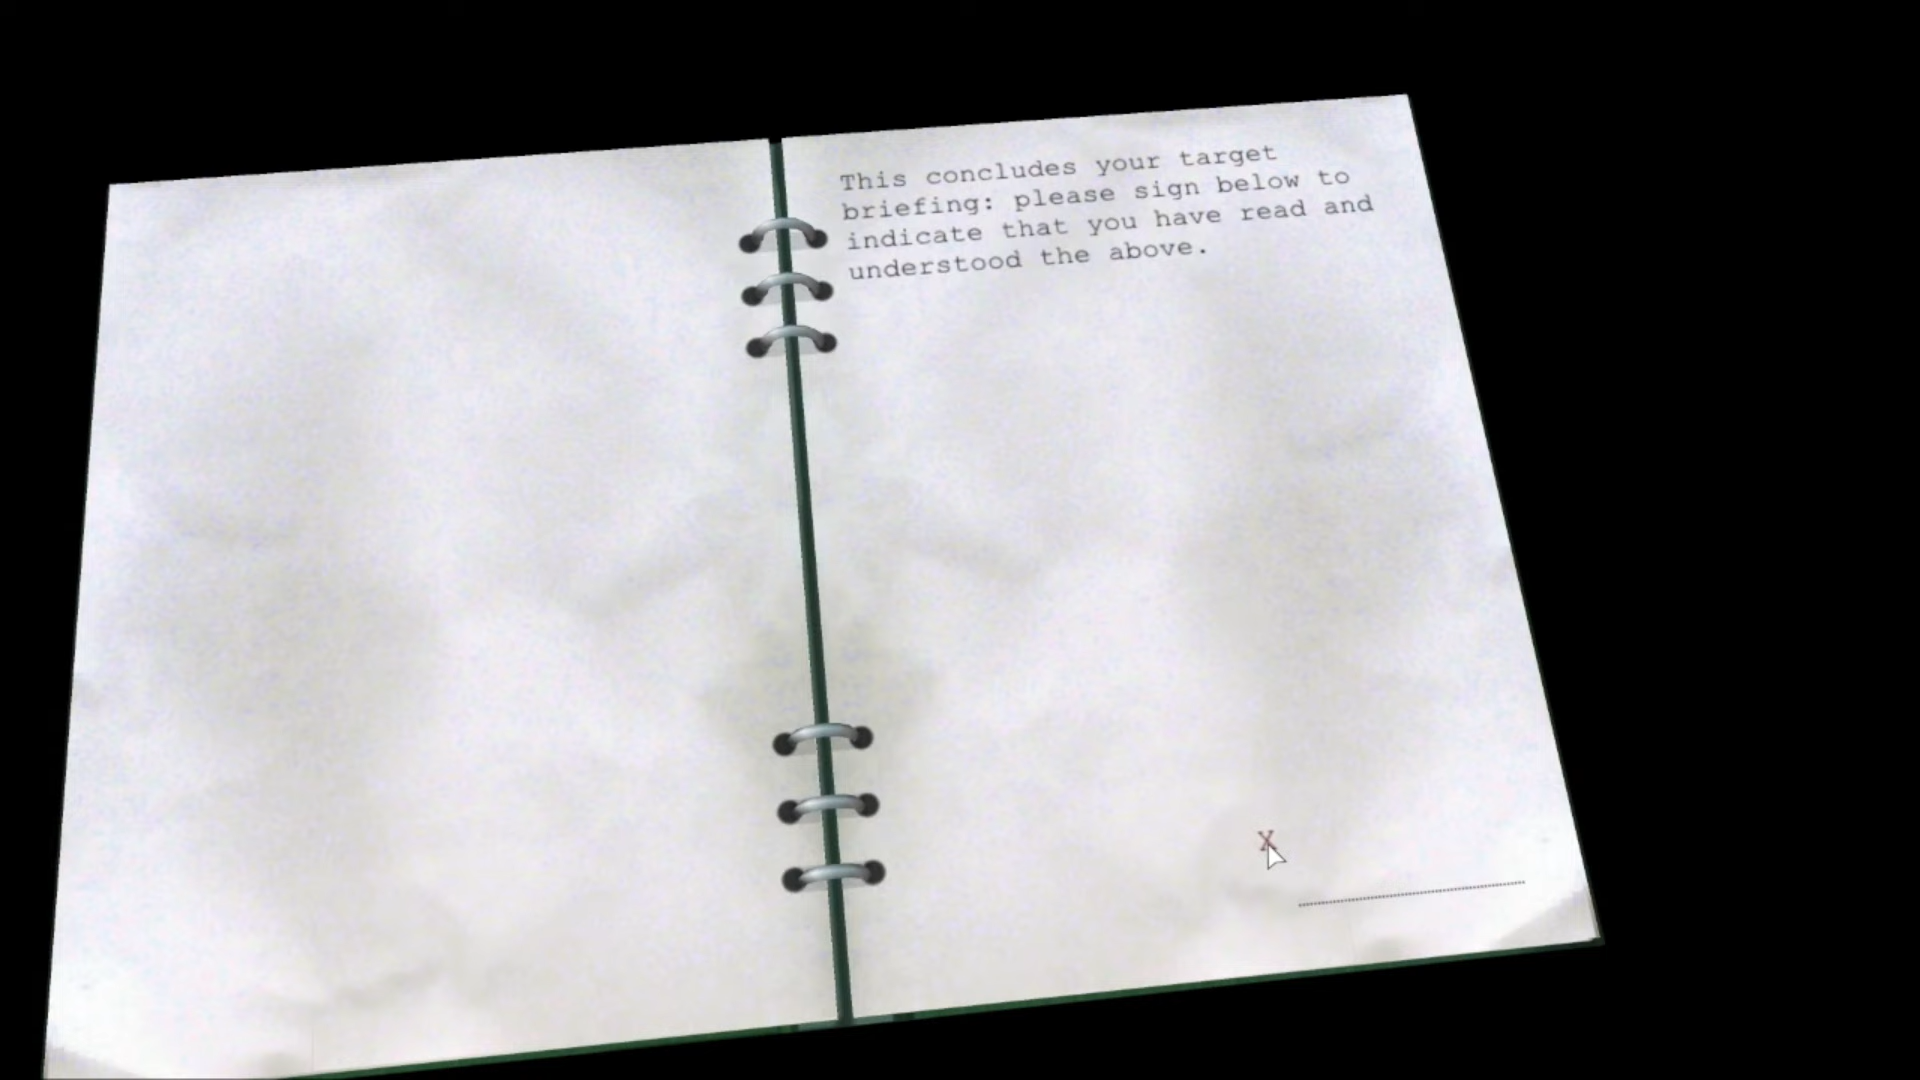 This concludes your target
briefing: please sign below to
indicate that you have read and
understood the above.
X